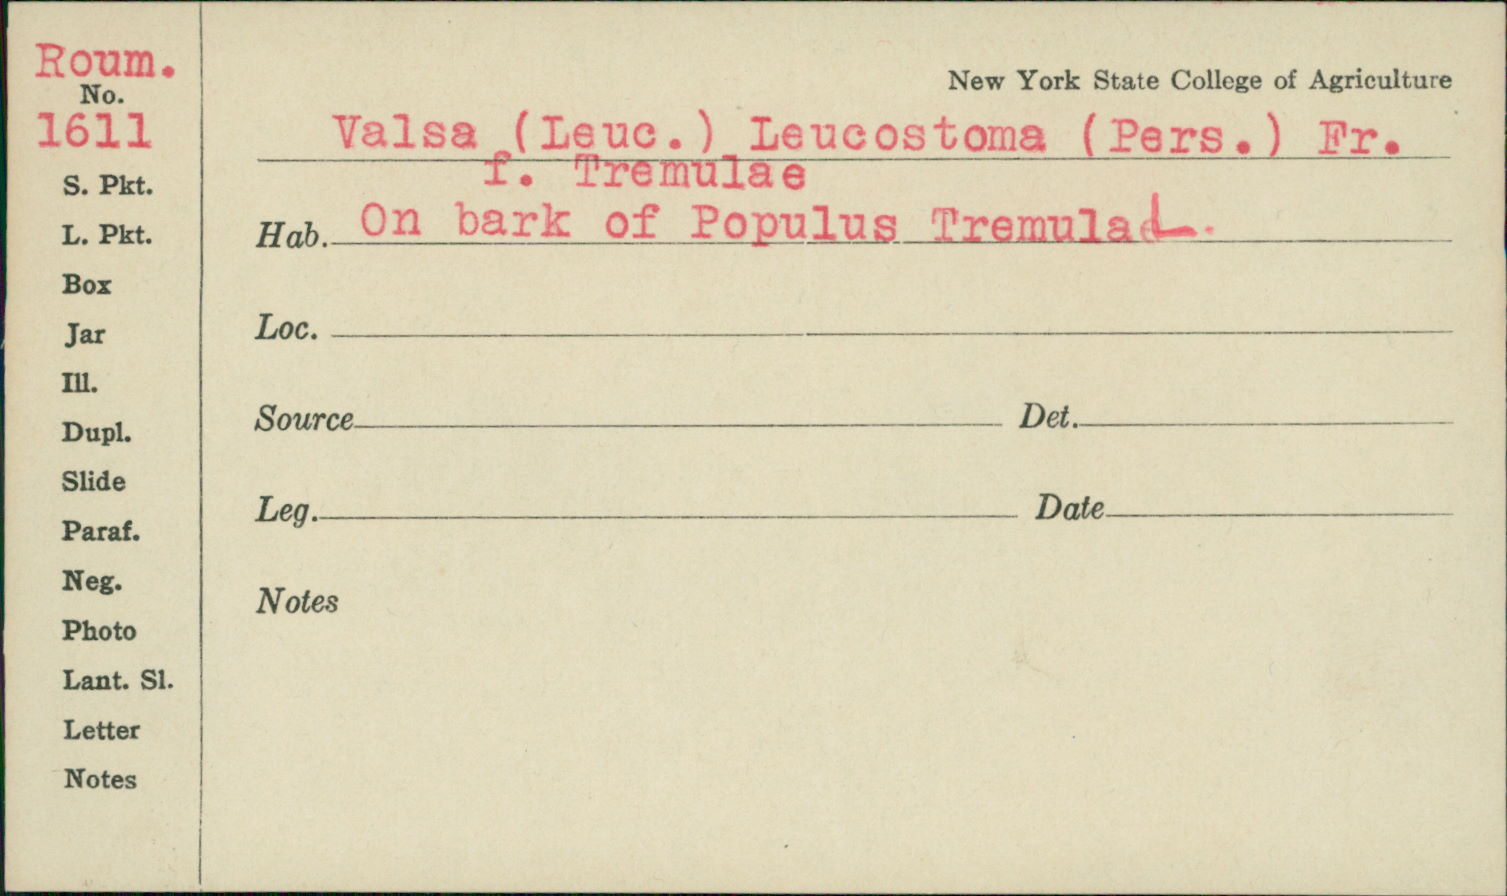 Roum.
No.
1611
S. Pkt.
L. Pkt.
Box
Jar
Ill.
Dupl.
Slide
Paraf.
Neg.
Photo
Lant. Sl.
Letter
Notes
New York State College of Agriculture
Valsa (Leuc.) Leucostoma (Pers.) Fr.
f. Tremulae
Hab. On bark of Populus Tremula L.
Loc.
Source Det.
Leg. Date
Notes